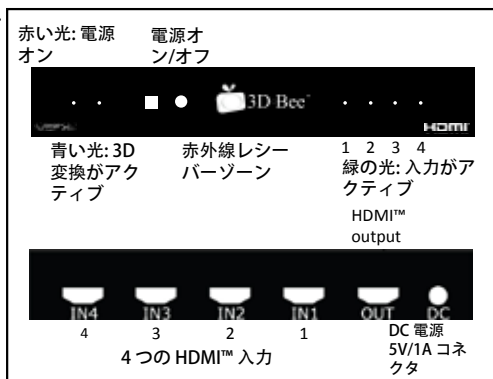 赤い光: 電源
オン
電源オ
ン/オフ
3D Bee™
HDMI
青い光: 3D
変換がアク
ティブ
赤外線レシー
バーゾーン
1 2 3 4
緑の光: 入力がア
クティブ
HDMI™
output
IN4 IN3 IN2 IN1 OUT DC
4 3 2 1
4 つの HDMI™ 入力
DC 電源
5V/1A コネ
クタ